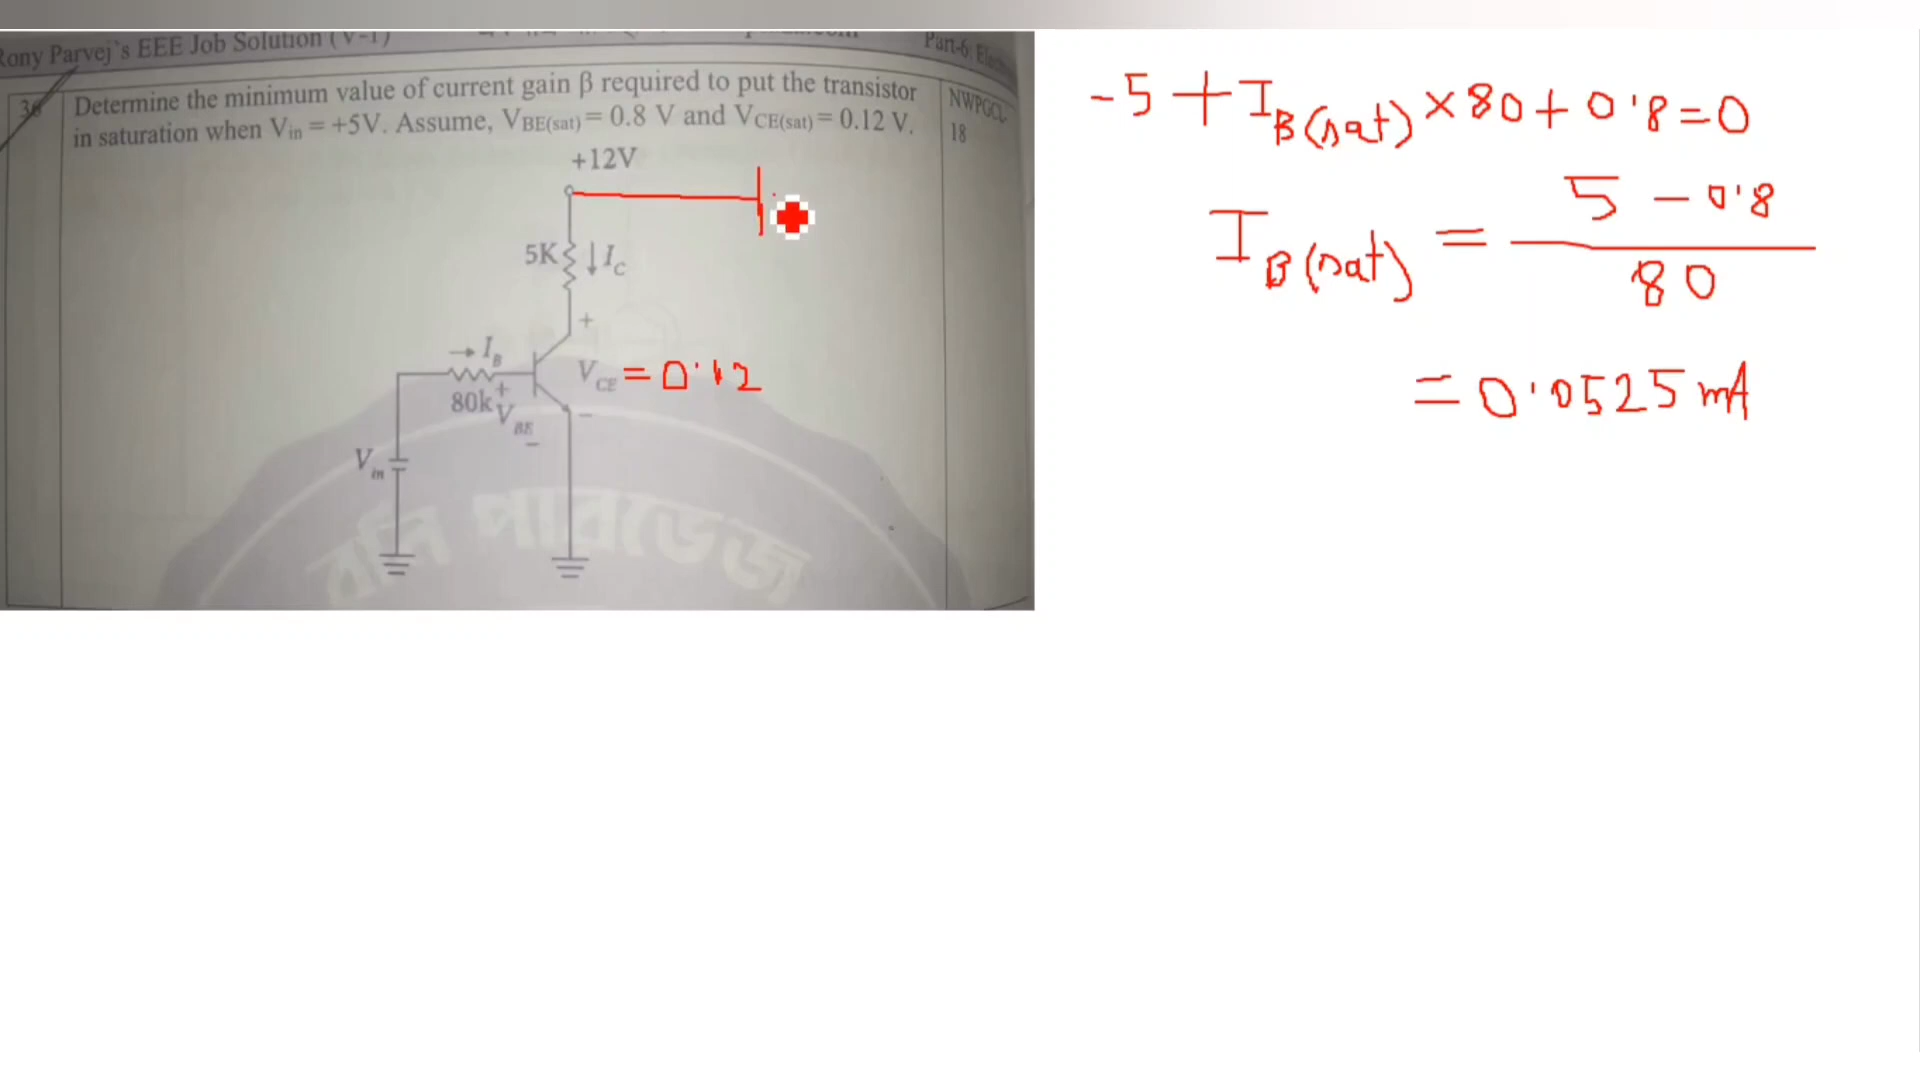 Rony Parvej's EEE Job Solution (V-1)
Part-6: Elect
36
Determine the minimum value of current gain β required to put the transistor
in saturation when Vin = +5V. Assume, VBE(sat) = 0.8 V and VCE(sat) = 0.12 V.
NWPGCL
18
+12V
5K
IC
+
IB
VCE = 0.12
80k
+
VBE
−
−
Vin
রনি পারভেজ
-5 + IB(sat) × 80 + 0.8 = 0
IB(sat) = 5 - 0.8
80
= 0.0525 mA